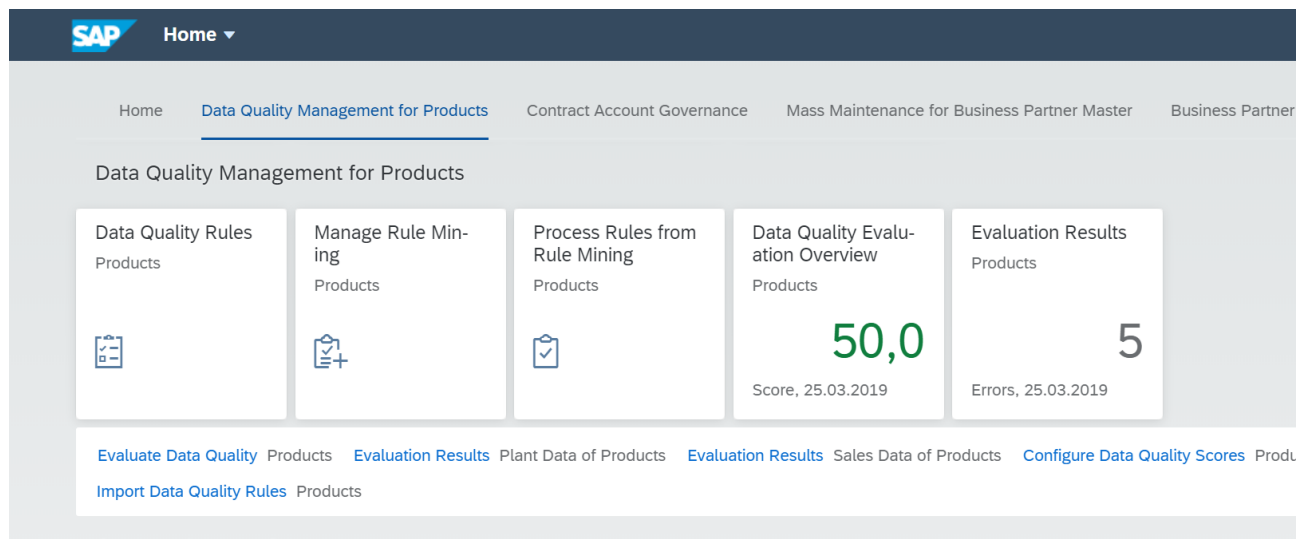 SAP Home
Home Data Quality Management for Products Contract Account Governance Mass Maintenance for Business Partner Master Business Partner
Data Quality Management for Products
Data Quality Rules
Products
Manage Rule Min-
ing
Products
Process Rules from
Rule Mining
Products
Data Quality Evalu-
ation Overview
Products
50,0
Score, 25.03.2019
Evaluation Results
Products
5
Errors, 25.03.2019
Evaluate Data Quality Products Evaluation Results Plant Data of Products Evaluation Results Sales Data of Products Configure Data Quality Scores Produ
Import Data Quality Rules Products